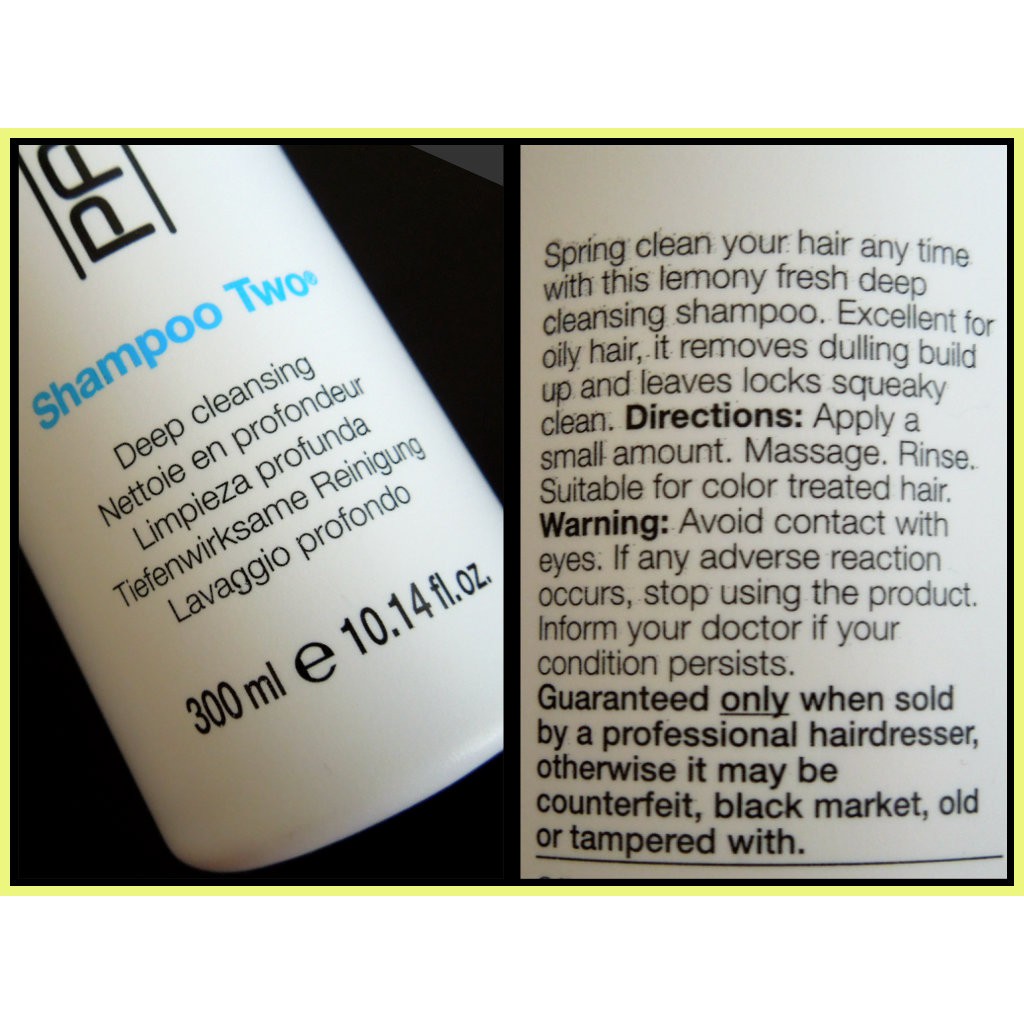 Shampoo Two®
Deep cleansing
Nettoie en profondeur
Limpieza profunda
Tiefenwirksame Reinigung
Lavaggio profondo
300 ml e 10.14 fl.oz.
Spring clean your hair any time
with this lemony fresh deep
cleansing shampoo. Excellent for
oily hair, it removes dulling build
up and leaves locks squeaky
clean. Directions: Apply a
small amount. Massage. Rinse.
Suitable for color treated hair.
Warning: Avoid contact with
eyes. If any adverse reaction
occurs, stop using the product.
Inform your doctor if your
condition persists.
Guaranteed only when sold
by a professional hairdresser,
otherwise it may be
counterfeit, black market, old
or tampered with.